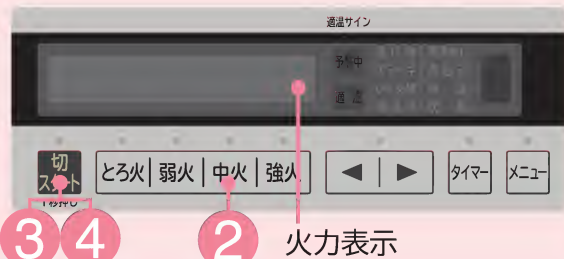 適温サイン
予熱中
適温
切
スタート
とろ火 弱火 中火 強火
◀ ▶
タイマー
メニュー
1秒押し
3 4
2
火力表示